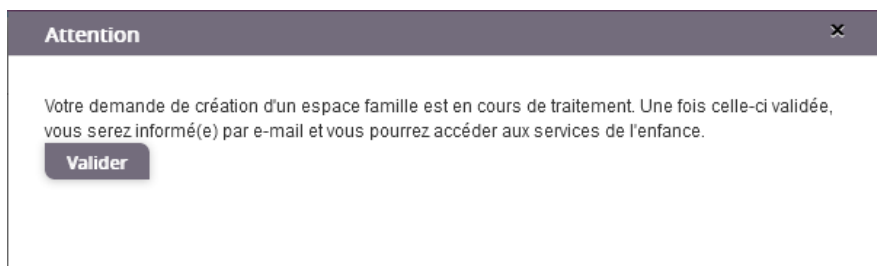 Attention
Votre demande de création d'un espace famille est en cours de traitement. Une fois celle-ci validée,
vous serez informé(e) par e-mail et vous pourrez accéder aux services de l'enfance.
Valider